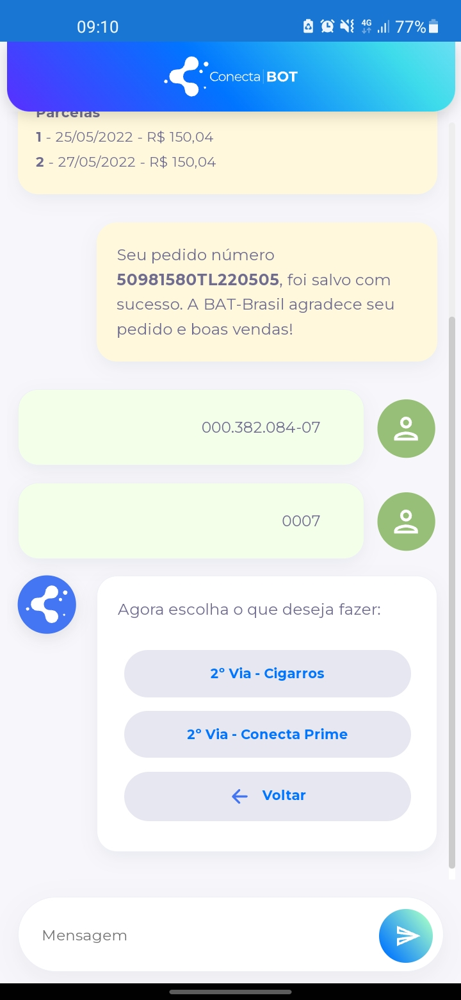 09:10
4G
77%
Conecta|BOT
Parcelas
1 - 25/05/2022 - R$ 150,04
2 - 27/05/2022 - R$ 150,04
Seu pedido número
50981580TL220505, foi salvo com
sucesso. A BAT-Brasil agradece seu
pedido e boas vendas!
000.382.084-07
0007
Agora escolha o que deseja fazer:
2º Via - Cigarros
2º Via - Conecta Prime
Voltar
Mensagem